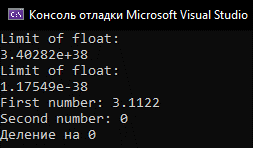 C:\ Консоль отладки Microsoft Visual Studio
Limit of float:
3.40282e+38
Limit of float:
1.17549e-38
First number: 3.1122
Second number: 0
Деление на 0